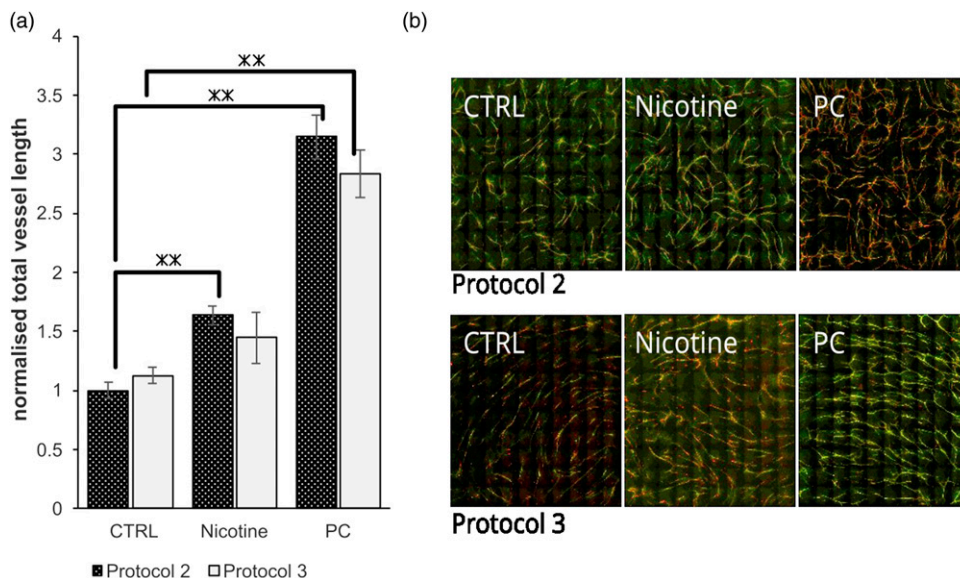 (a)
normalised total vessel length
4
3.5
3
2.5
2
1.5
1
0.5
0
**
**
**
CTRL Nicotine PC
Protocol 2 Protocol 3
(b)
CTRL Nicotine PC
Protocol 2
CTRL Nicotine PC
Protocol 3